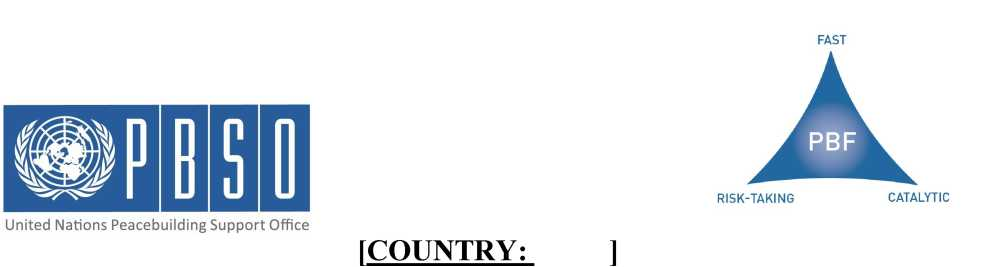 FAST
PBSO
PBF
RISK-TAKING
CATALYTIC
United Nations Peacebuilding Support Office
[COUNTRY: ]